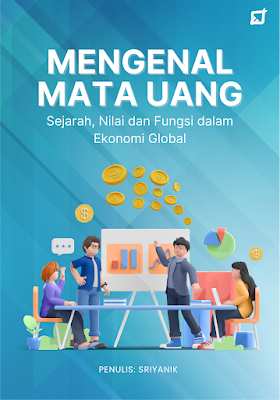 MENGENAL
MATA UANG
Sejarah, Nilai dan Fungsi dalam
Ekonomi Global
PENULIS: SRIYANIK